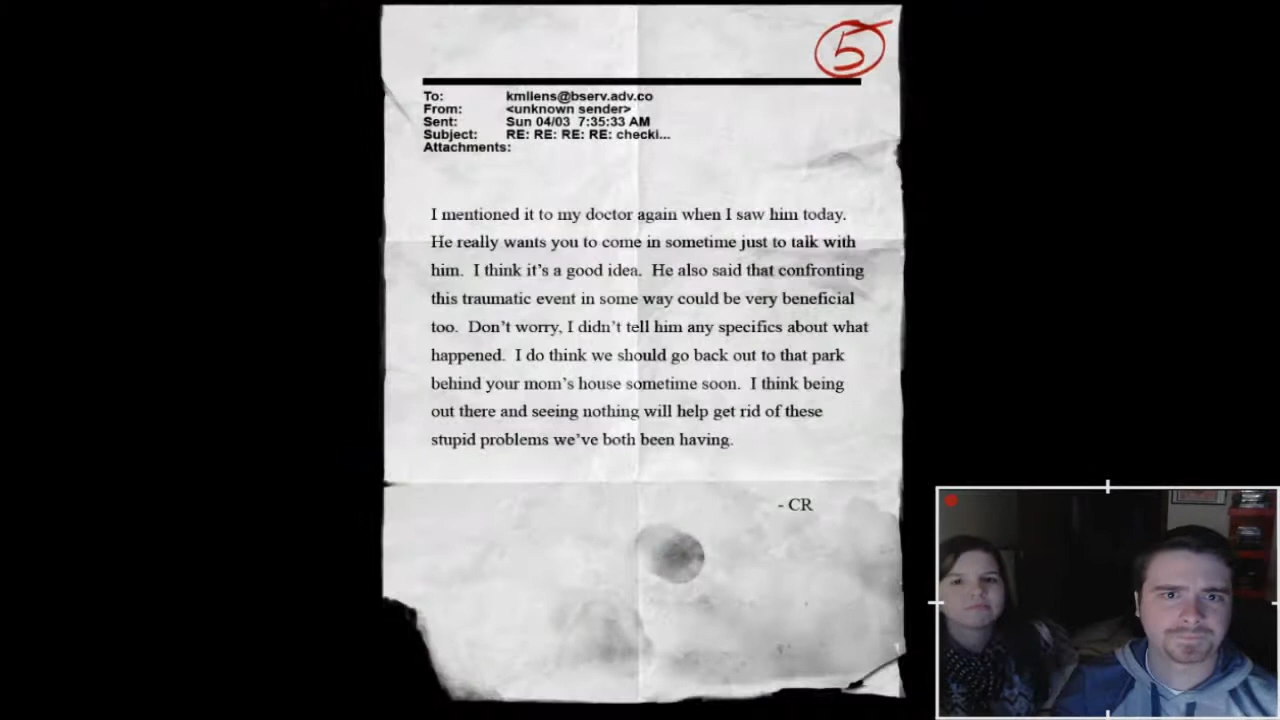 5
To: kmllens@bserv.adv.co
From: <unknown sender>
Sent: Sun 04/03 7:35:33 AM
Subject: RE: RE: RE: RE: checki...
Attachments:
I mentioned it to my doctor again when I saw him today.
He really wants you to come in sometime just to talk with
him. I think it's a good idea. He also said that confronting
this traumatic event in some way could be very beneficial
too. Don't worry, I didn't tell him any specifics about what
happened. I do think we should go back out to that park
behind your mom's house sometime soon. I think being
out there and seeing nothing will help get rid of these
stupid problems we've both been having.
- CR